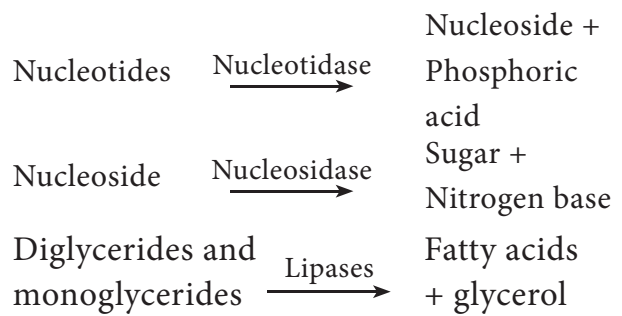 Nucleotides Nucleotidase Nucleoside +
Phosphoric
acid
Nucleoside Nucleosidase Sugar +
Nitrogen base
Diglycerides and Lipases Fatty acids
monoglycerides + glycerol